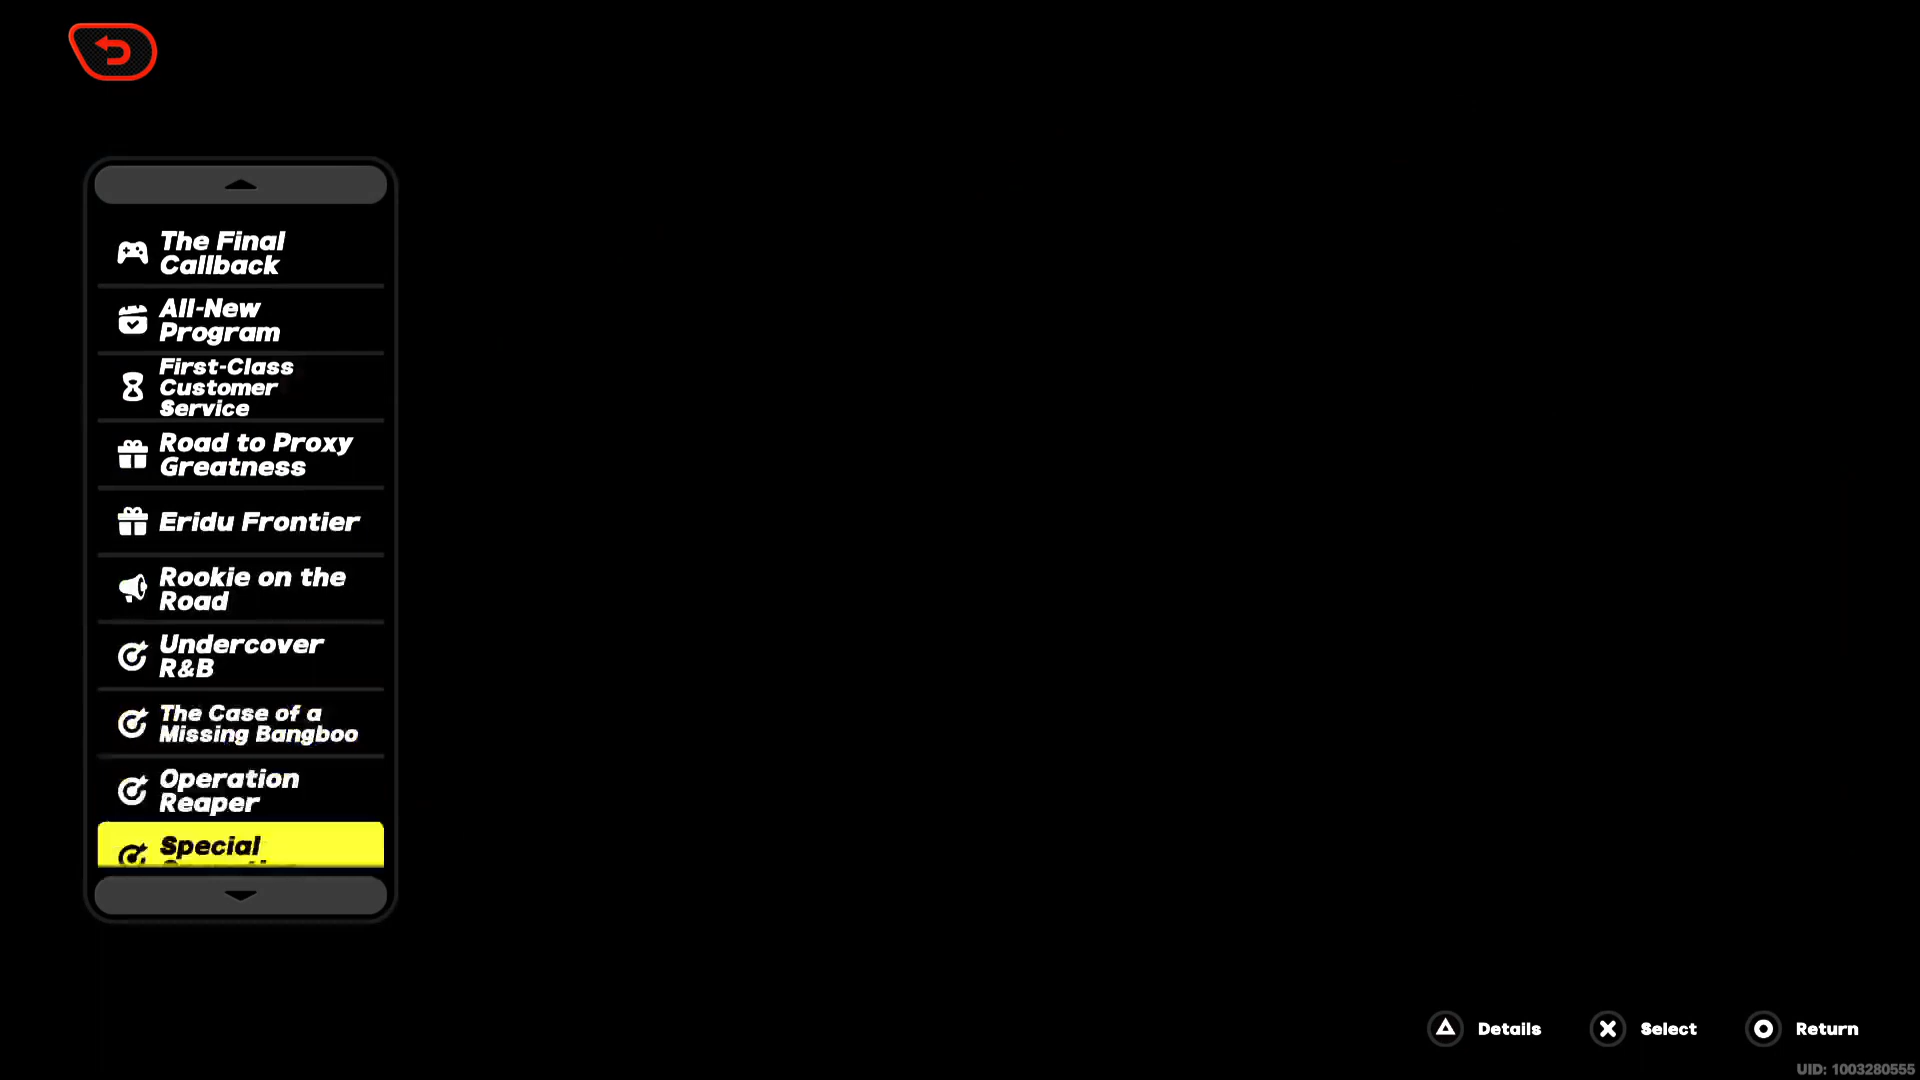 The Final
Callback
All-New
Program
First-Class
Customer
Service
Road to Proxy
Greatness
Eridu Frontier
Rookie on the
Road
Undercover
R&B
The Case of a
Missing Bangboo
Operation
Reaper
Special
Details
Select
Return
UID: 1003280555